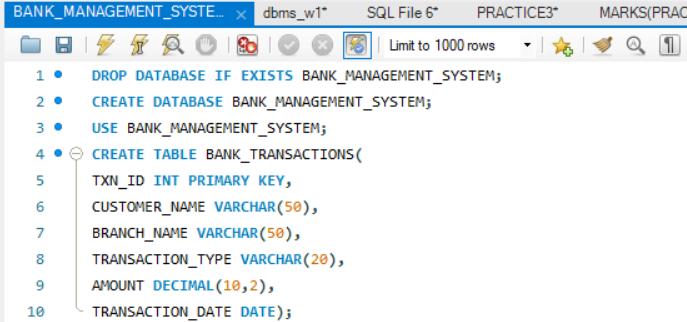 BANK_MANAGEMENT_SYSTE... dbms_w1* SQL File 6* PRACTICE3* MARKS(PRAC
Limit to 1000 rows
1 DROP DATABASE IF EXISTS BANK_MANAGEMENT_SYSTEM;
2 CREATE DATABASE BANK_MANAGEMENT_SYSTEM;
3 USE BANK_MANAGEMENT_SYSTEM;
4 CREATE TABLE BANK_TRANSACTIONS(
5 TXN_ID INT PRIMARY KEY,
6 CUSTOMER_NAME VARCHAR(50),
7 BRANCH_NAME VARCHAR(50),
8 TRANSACTION_TYPE VARCHAR(20),
9 AMOUNT DECIMAL(10,2),
10 TRANSACTION_DATE DATE);